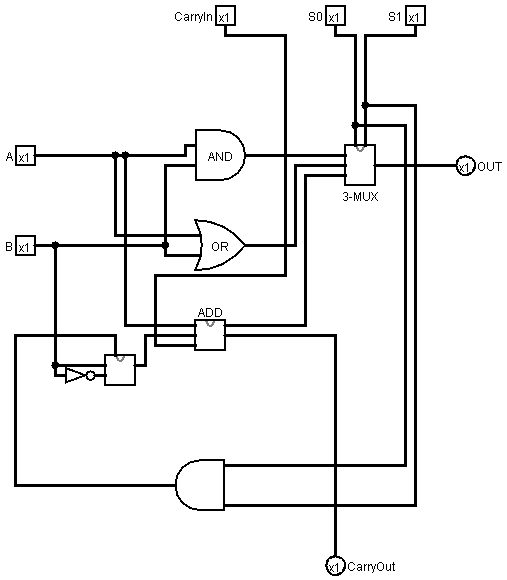 CarryIn x1
S0 x1
S1 x1
A x1
AND
x1 OUT
3-MUX
B x1
OR
ADD
x1 CarryOut